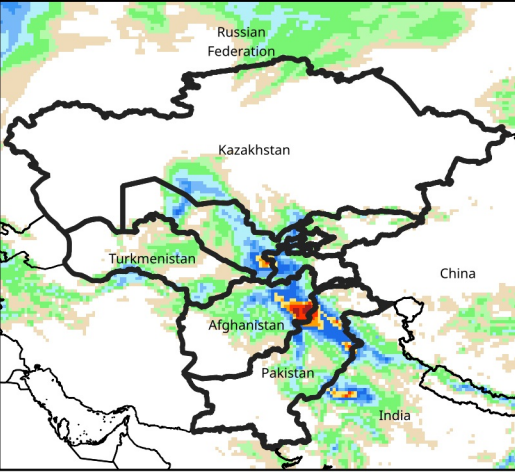 Russian
Federation
Kazakhstan
Turkmenistan
China
Afghanistan
Pakistan
India